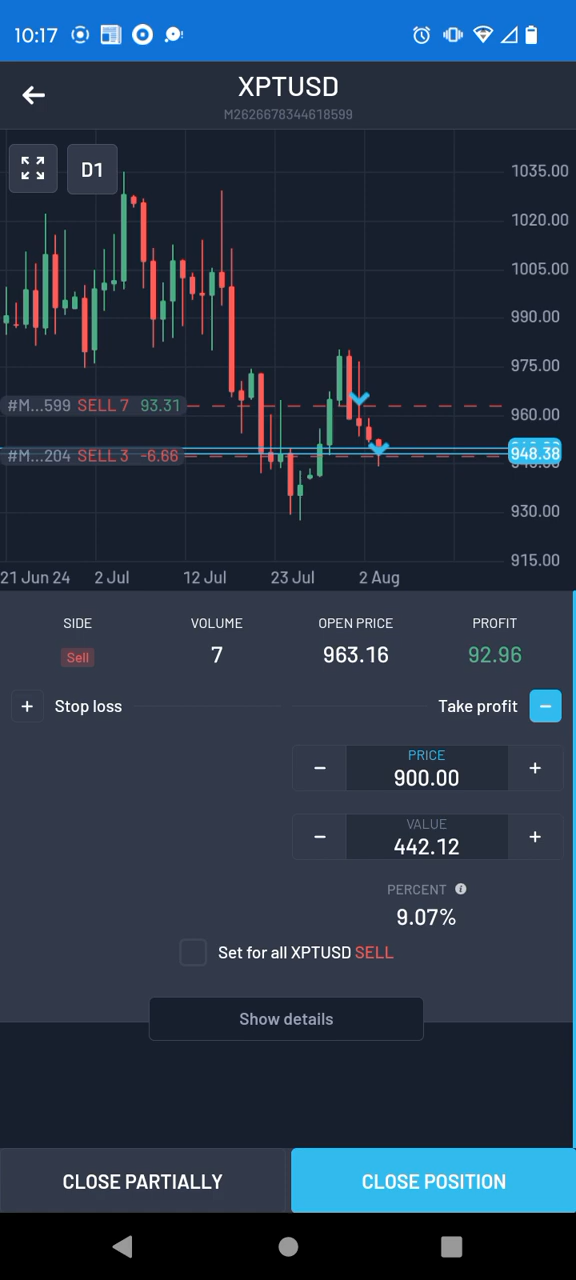 10:17
XPTUSD
M2626678344618599
D1
1035.00
1020.00
1005.00
990.00
975.00
#M...599 SELL 7 93.31
960.00
#M...204 SELL 3 -6.66
948.38
930.00
915.00
21 Jun 24 2 Jul 12 Jul 23 Jul 2 Aug
SIDE VOLUME OPEN PRICE PROFIT
Sell 7 963.16 92.96
+ Stop loss Take profit −
PRICE
− 900.00 +
VALUE
− 442.12 +
PERCENT i
9.07%
Set for all XPTUSD SELL
Show details
CLOSE PARTIALLY CLOSE POSITION